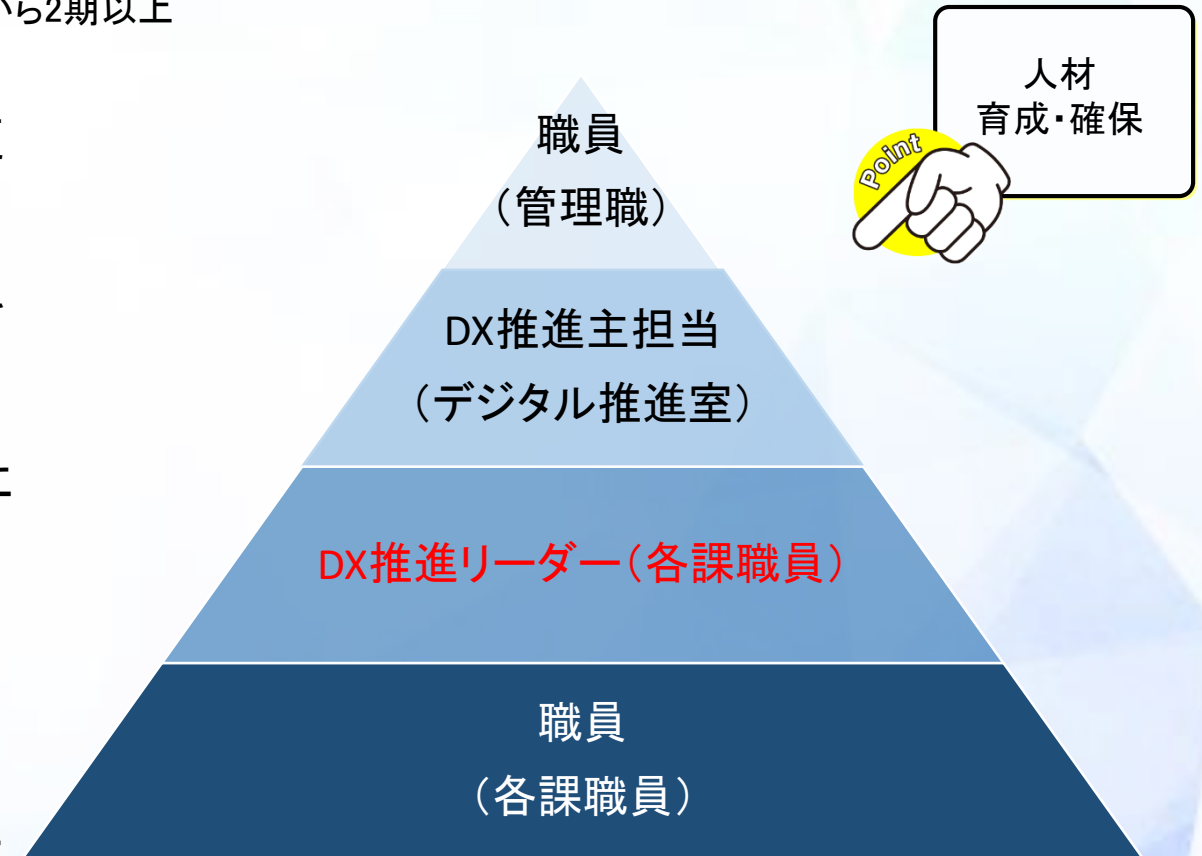 ら2期以上
人材
育成・確保
Point
職員
（管理職）
DX推進主担当
（デジタル推進室）
DX推進リーダー（各課職員）
職員
（各課職員）